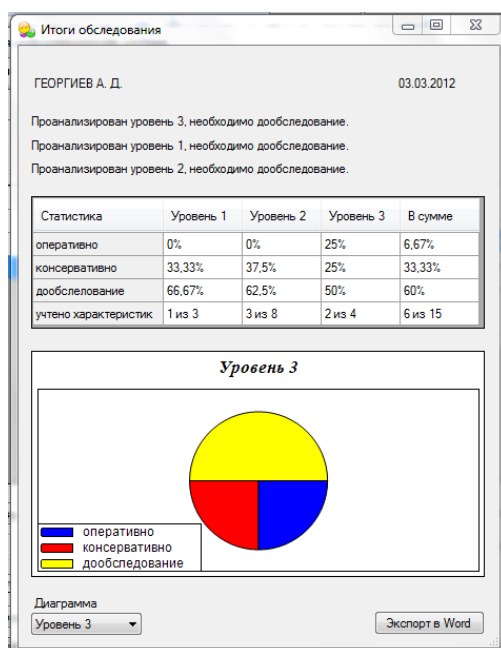 Итоги обследования
ГЕОРГИЕВ А. Д. 03.03.2012
Проанализирован уровень 3, необходимо дообследование.
Проанализирован уровень 1, необходимо дообследование.
Проанализирован уровень 2, необходимо дообследование.
Статистика Уровень 1 Уровень 2 Уровень 3 В сумме
оперативно 0% 0% 25% 6,67%
консервативно 33,33% 37,5% 25% 33,33%
дообслелование 66,67% 62,5% 50% 60%
учтено характеристик 1 из 3 3 из 8 2 из 4 6 из 15
Уровень 3
оперативно
консервативно
дообследование
Диаграмма
Уровень 3 Экспорт в Word